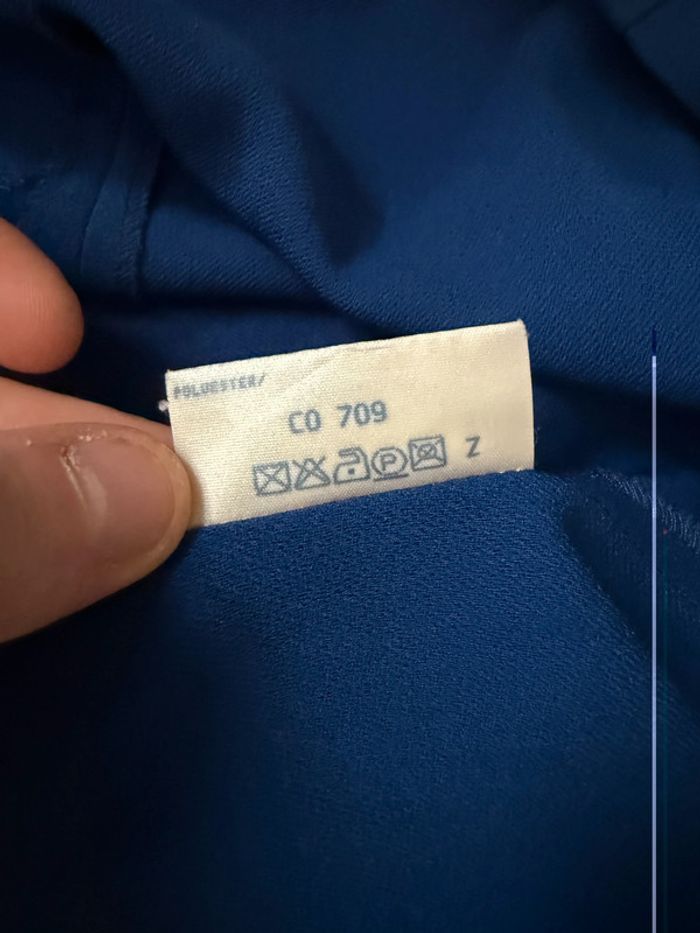 POLYESTER/
CO 709
P Z